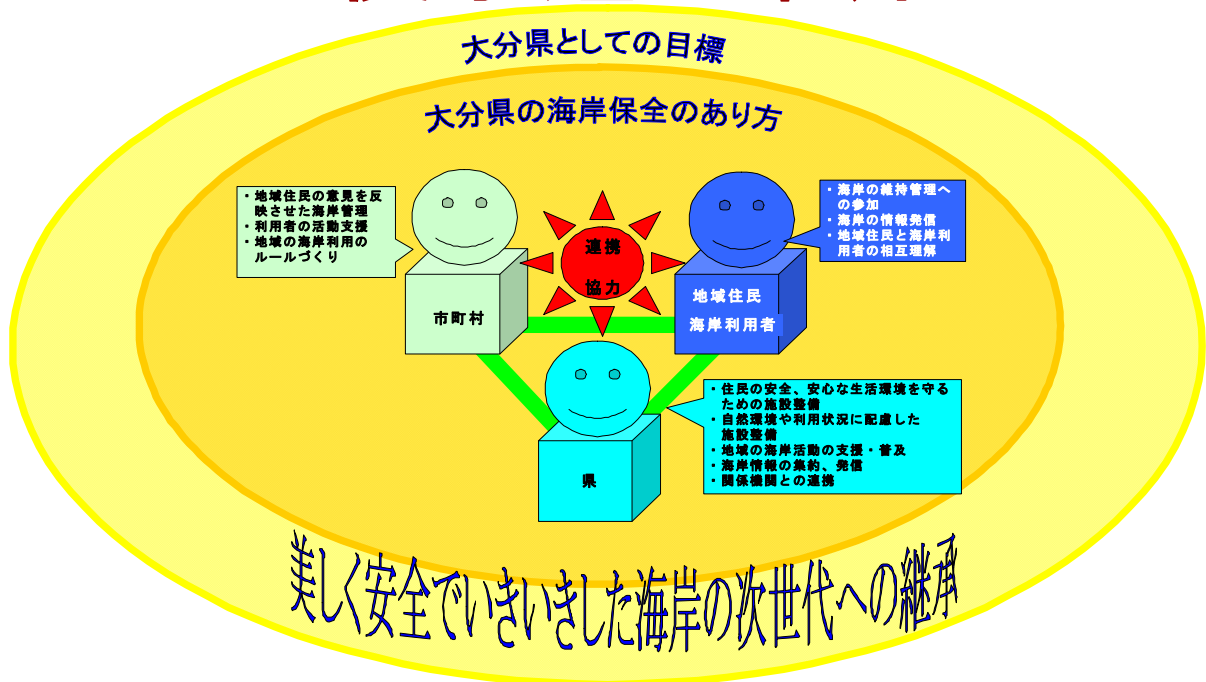 大分県としての目標
大分県の海岸保全のあり方
・地域住民の意見を反
映させた海岸管理
・利用者の活動支援
・地域の海岸利用の
ルールづくり
連携
協力
・海岸の維持管理へ
の参加
・海岸の情報発信
・地域住民と海岸利
用者の相互理解
市町村
地域住民
海岸利用者
県
・住民の安全、安心な生活環境を守る
ための施設整備
・自然環境や利用状況に配慮した
施設整備
・地域の海岸活動の支援・普及
・海岸情報の集約、発信
・関係機関との連携
美しく安全でいきいきした海岸の次世代への継承